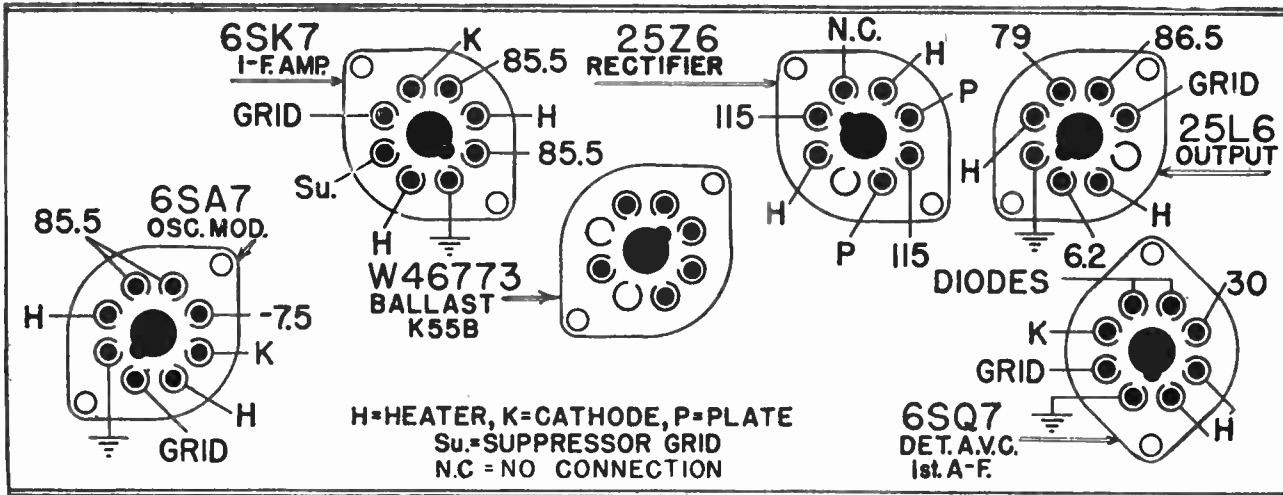 6SK7
I-F. AMP.
K
85.5
GRID
H
85.5
Su.
H
25Z6
RECTIFIER
N.C.
H
P
115
H
P
115
79
86.5
GRID
25L6
OUTPUT
H
H
6.2
6SA7
OSC. MOD.
85.5
H
-7.5
K
H
GRID
W46773
BALLAST
K55B
DIODES
30
K
GRID
H
6SQ7
DET. A.V.C.
1st. A-F.
H=HEATER, K=CATHODE, P=PLATE
Su.=SUPPRESSOR GRID
N.C = NO CONNECTION